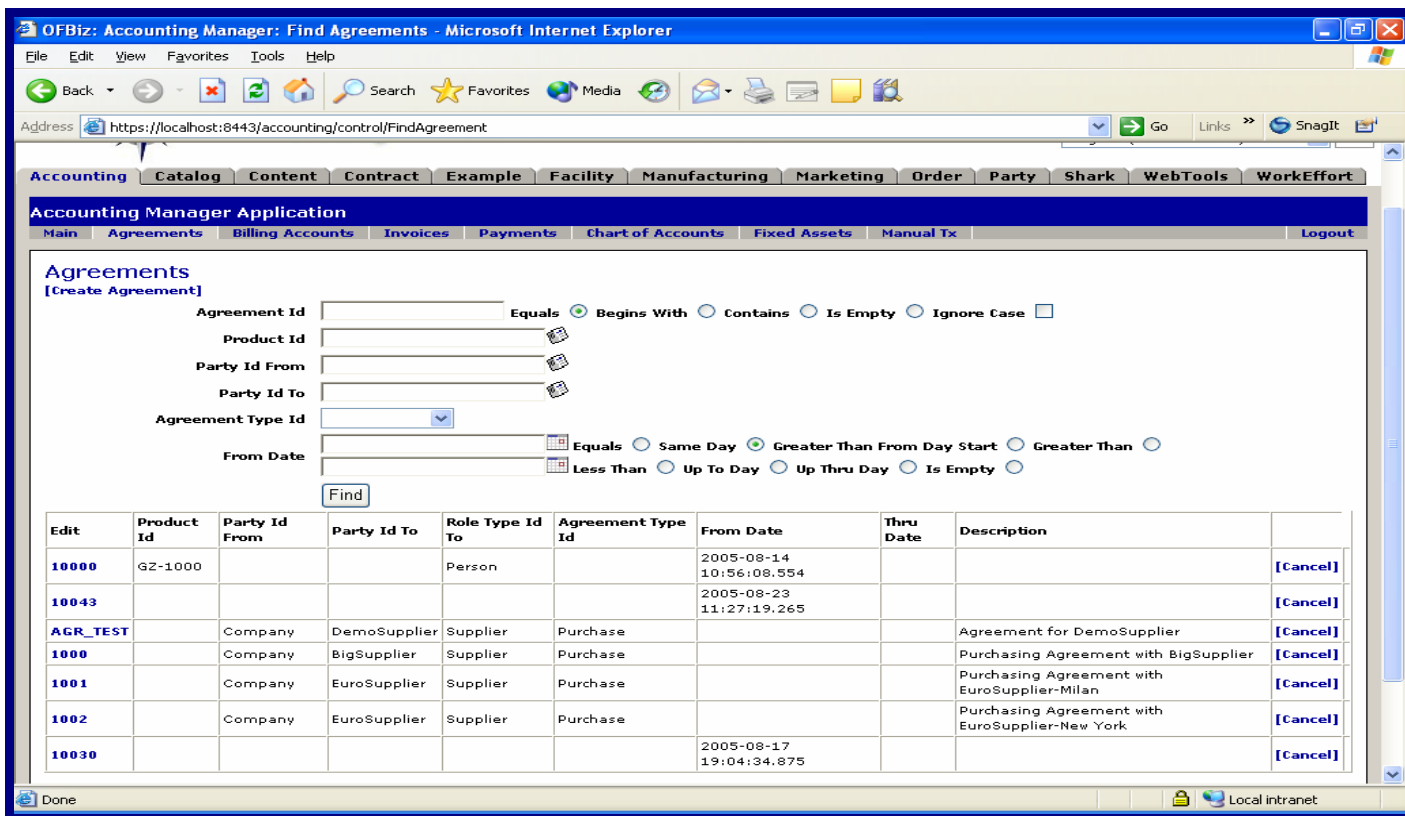 OFBiz: Accounting Manager: Find Agreements - Microsoft Internet Explorer
File Edit View Favorites Tools Help
Back Search Favorites Media
Address https://localhost:8443/accounting/control/FindAgreement Go Links » SnagIt
Accounting Catalog Content Contract Example Facility Manufacturing Marketing Order Party Shark WebTools WorkEffort
Accounting Manager Application
Main Agreements Billing Accounts Invoices Payments Chart of Accounts Fixed Assets Manual Tx Logout
Agreements
[Create Agreement]
Agreement Id Equals Begins With Contains Is Empty Ignore Case
Product Id
Party Id From
Party Id To
Agreement Type Id
From Date
Equals Same Day Greater Than From Day Start Greater Than
Less Than Up To Day Up Thru Day Is Empty
Find
Edit Product Id Party Id From Party Id To Role Type Id To Agreement Type Id From Date Thru Date Description
10000 GZ-1000 Person 2005-08-14 10:56:08.554 [Cancel]
10043 2005-08-23 11:27:19.265 [Cancel]
AGR_TEST Company DemoSupplier Supplier Purchase Agreement for DemoSupplier [Cancel]
1000 Company BigSupplier Supplier Purchase Purchasing Agreement with BigSupplier [Cancel]
1001 Company EuroSupplier Supplier Purchase Purchasing Agreement with EuroSupplier-Milan [Cancel]
1002 Company EuroSupplier Supplier Purchase Purchasing Agreement with EuroSupplier-New York [Cancel]
10030 2005-08-17 19:04:34.875 [Cancel]
Done Local intranet